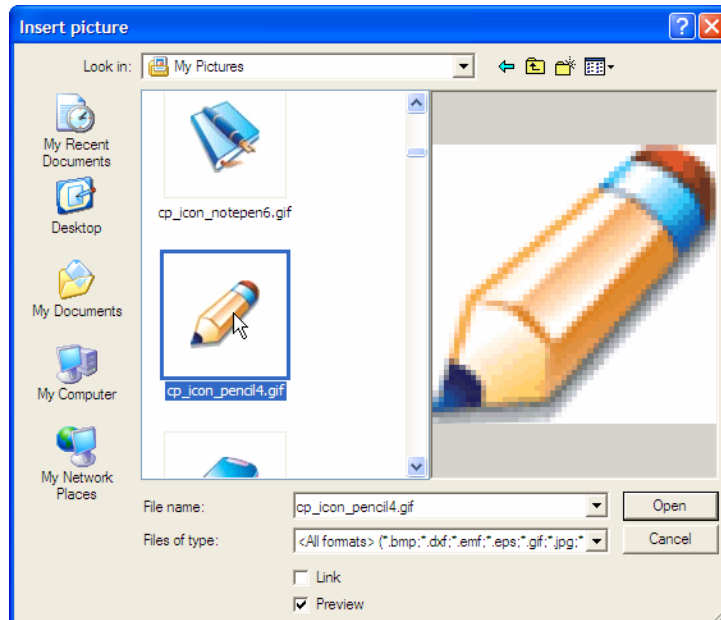 Insert picture
Look in:
My Pictures
My Recent
Documents
Desktop
My Documents
My Computer
My Network
Places
cp_icon_notepen6.gif
cp_icon_pencil4.gif
File name:
cp_icon_pencil4.gif
Open
Files of type:
<All formats> (*.bmp;*.dxf;*.emf;*.eps;*.gif;*.jpg;*
Cancel
Link
Preview